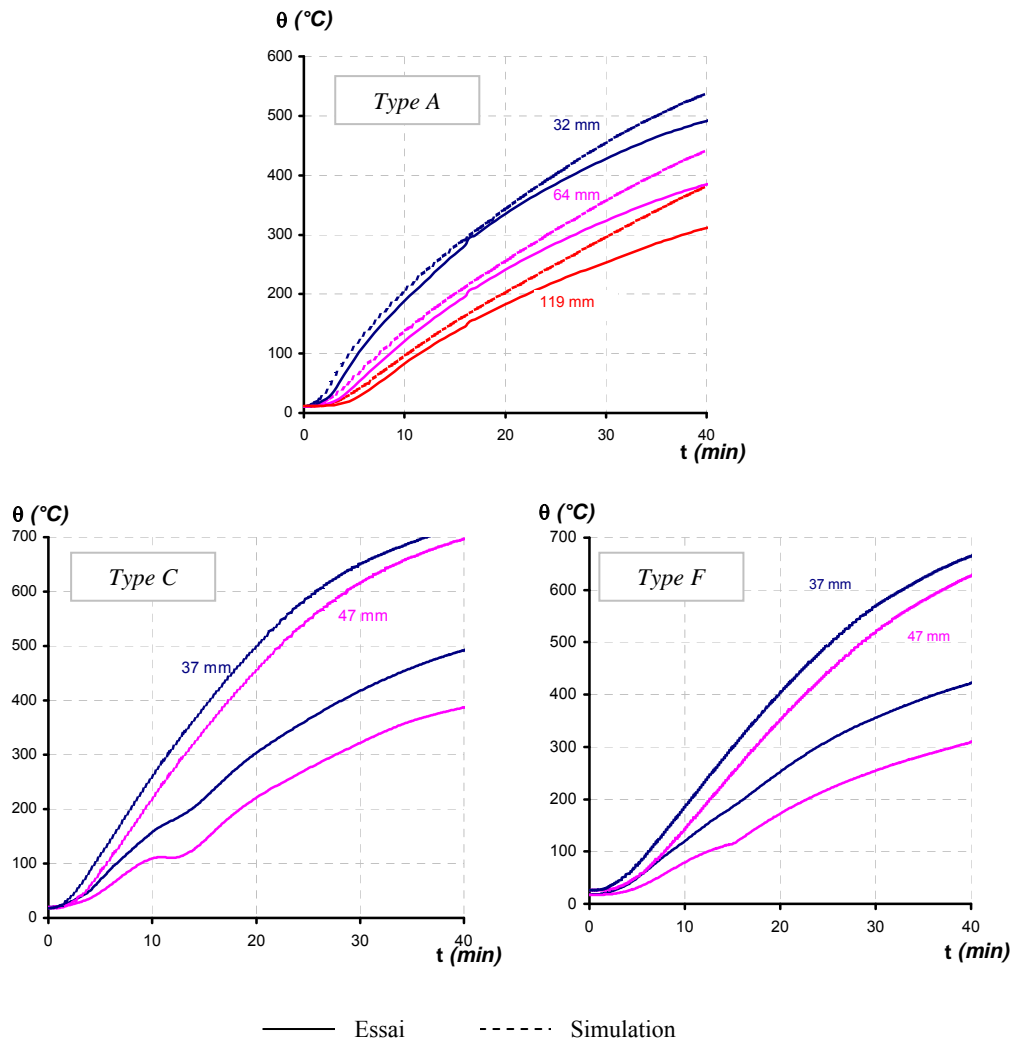 θ (°C)
600
500
400
300
200
100
0
Type A
32 mm
64 mm
119 mm
0 10 20 30 40
t (min)
θ (°C)
700
600
500
400
300
200
100
0
Type C
47 mm
37 mm
0 10 20 30 40
t (min)
θ (°C)
700
600
500
400
300
200
100
0
Type F
37 mm
47 mm
0 10 20 30 40
t (min)
Essai Simulation